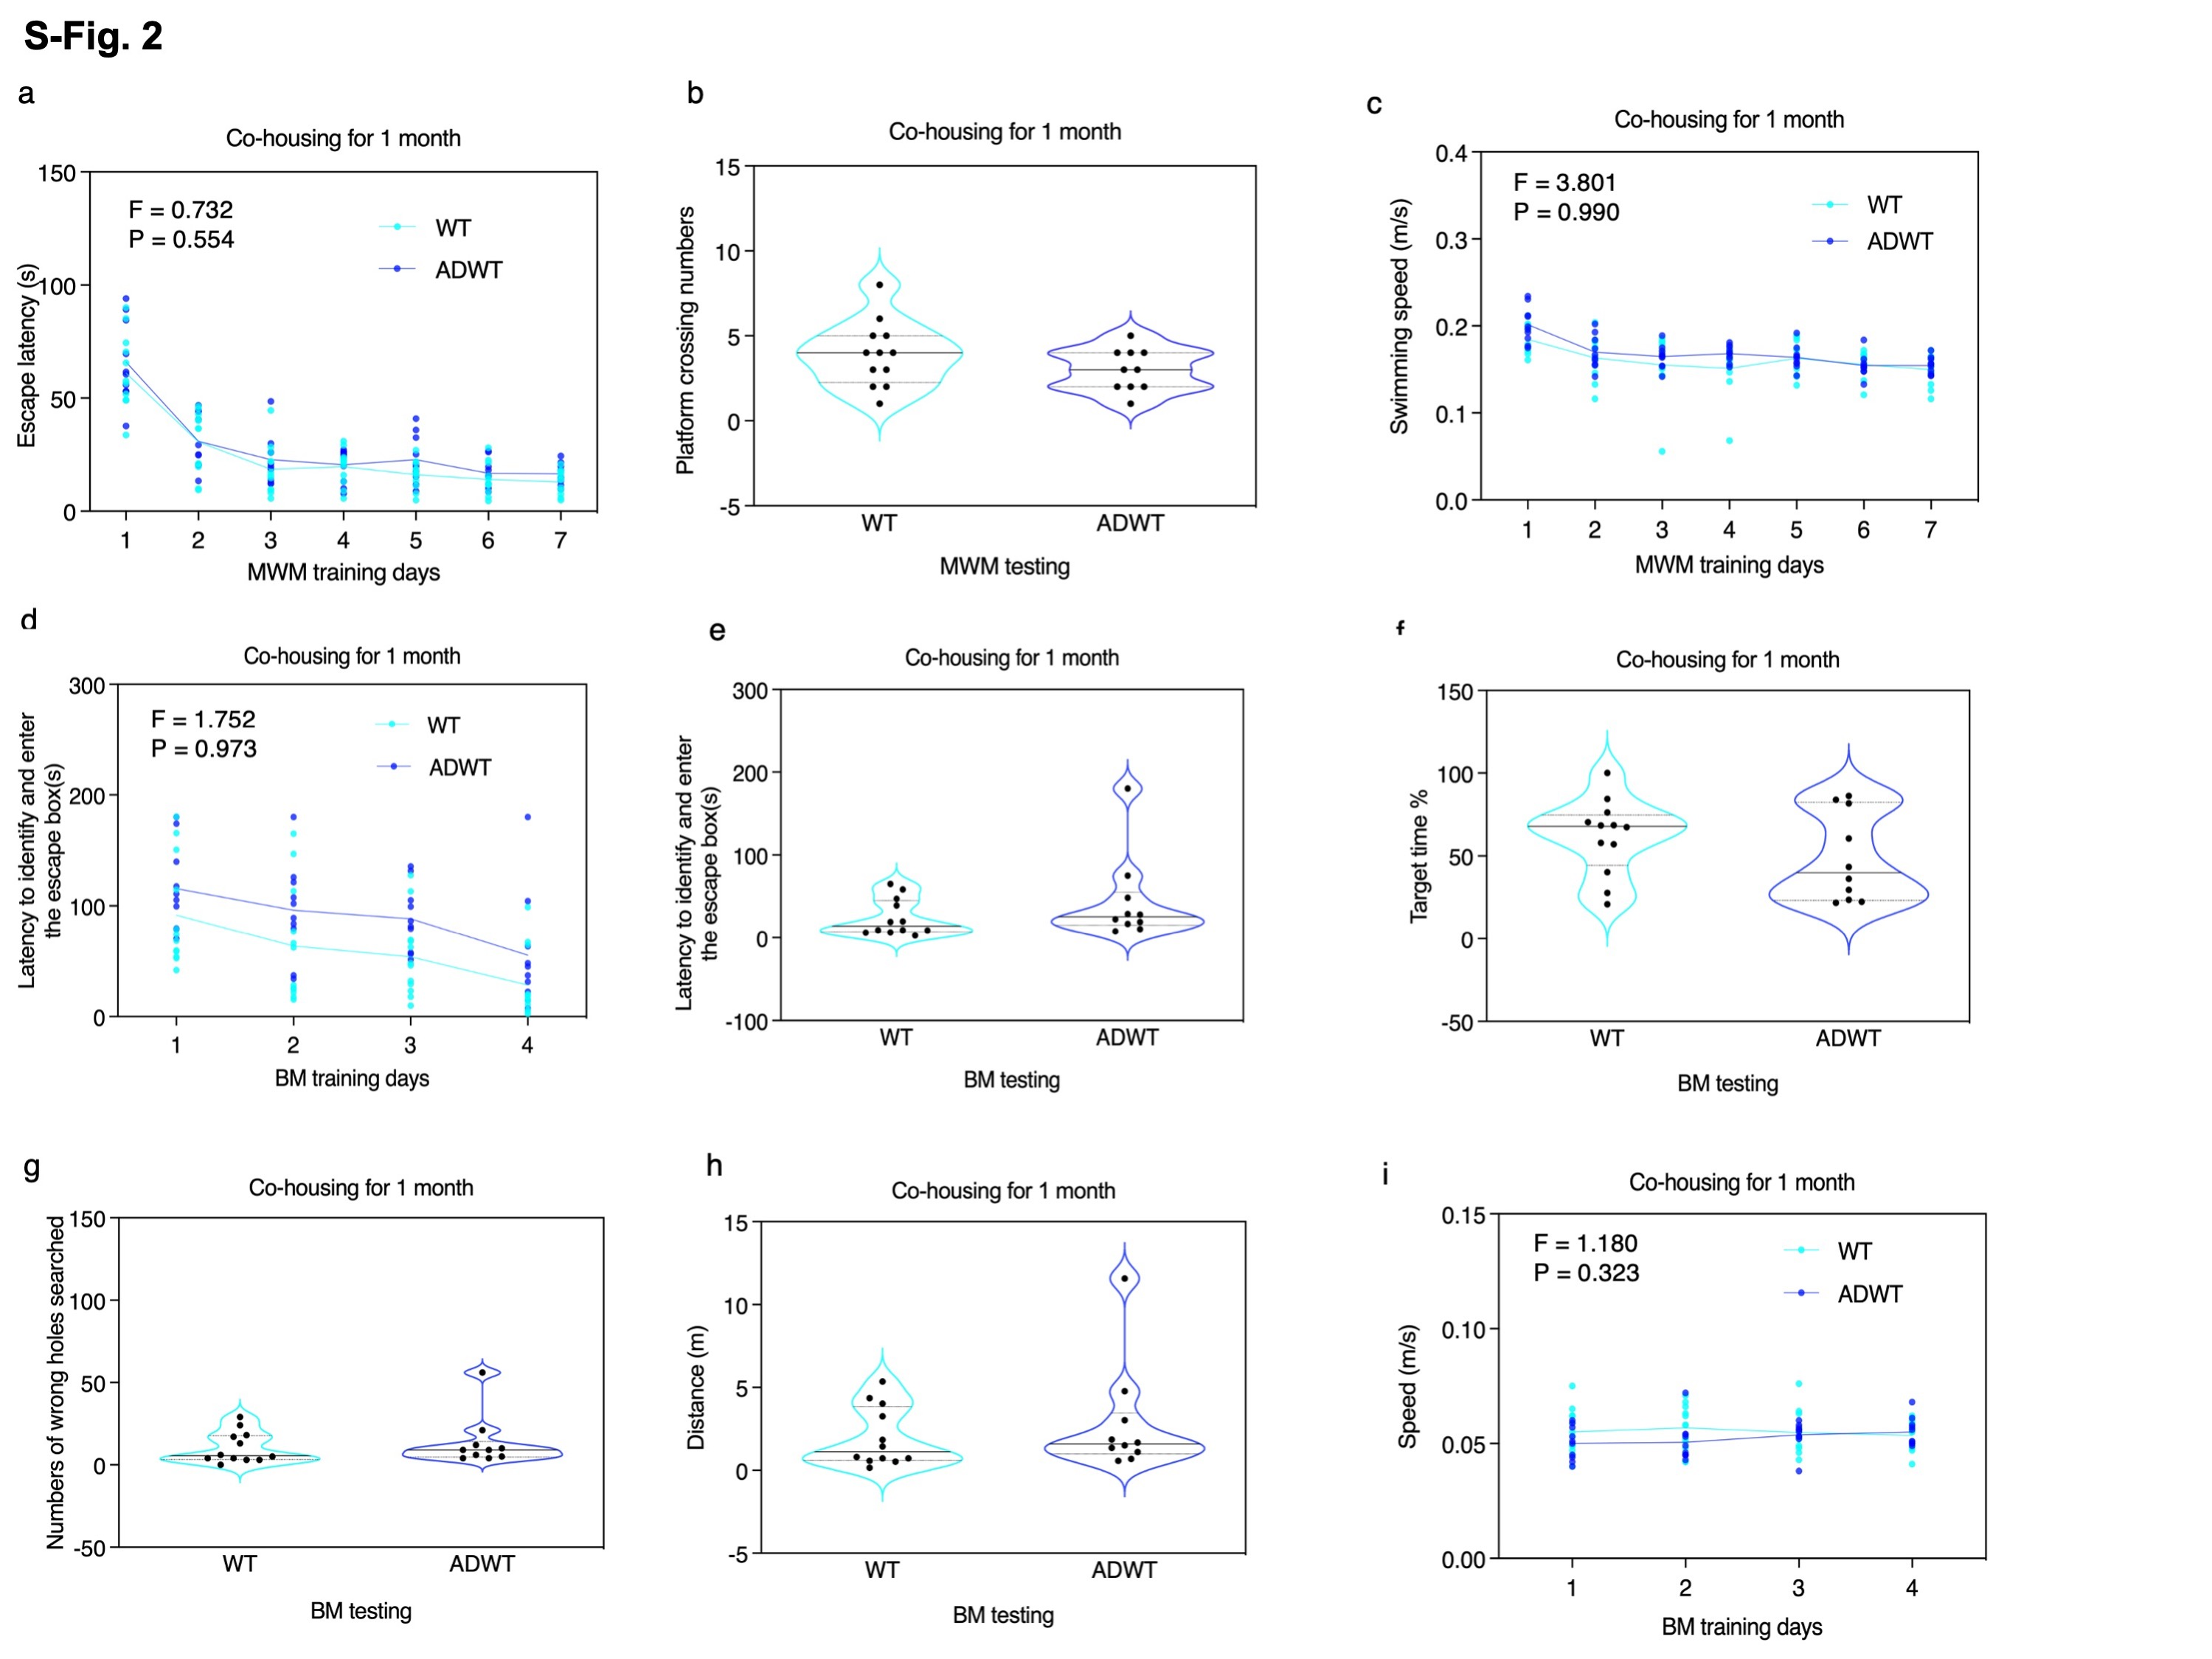 S-Fig. 2
a
Co-housing for 1 month
150
100
50
0
Escape latency (s)
F = 0.732
P = 0.554
WT
ADWT
1 2 3 4 5 6 7
MWM training days
b
Co-housing for 1 month
15
10
5
0
-5
Platform crossing numbers
WT ADWT
MWM testing
c
Co-housing for 1 month
0.4
0.3
0.2
0.1
0.0
Swimming speed (m/s)
F = 3.801
P = 0.990
WT
ADWT
1 2 3 4 5 6 7
MWM training days
d
Co-housing for 1 month
300
200
100
0
Latency to identify and enter
the escape box(s)
F = 1.752
P = 0.973
WT
ADWT
1 2 3 4
BM training days
e
Co-housing for 1 month
300
200
100
0
-100
Latency to identify and enter
the escape box(s)
WT ADWT
BM testing
f
Co-housing for 1 month
150
100
50
0
-50
Target time %
WT ADWT
BM testing
g
Co-housing for 1 month
150
100
50
0
-50
Numbers of wrong holes searched
WT ADWT
BM testing
h
Co-housing for 1 month
15
10
5
0
-5
Distance (m)
WT ADWT
BM testing
i
Co-housing for 1 month
0.15
0.10
0.05
0.00
Speed (m/s)
F = 1.180
P = 0.323
WT
ADWT
1 2 3 4
BM training days